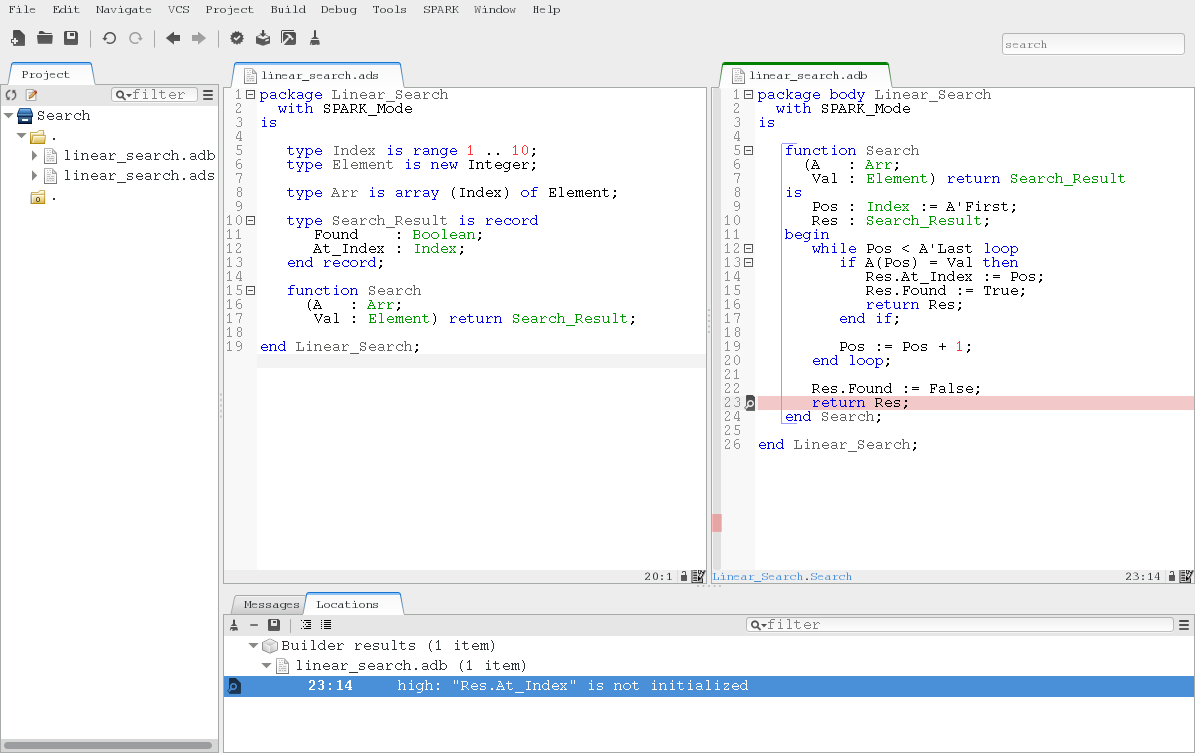 File Edit Navigate VCS Project Build Debug Tools SPARK Window Help
search
Project
filter
Search
.
linear_search.adb
linear_search.ads
.
linear_search.ads
1 package Linear_Search
2   with SPARK_Mode
3 is
4
5    type Index is range 1 .. 10;
6    type Element is new Integer;
7
8    type Arr is array (Index) of Element;
9
10    type Search_Result is record
11       Found    : Boolean;
12       At_Index : Index;
13    end record;
14
15    function Search
16      (A   : Arr;
17       Val : Element) return Search_Result;
18
19 end Linear_Search;
20:1
linear_search.adb
1 package body Linear_Search
2   with SPARK_Mode
3 is
4
5    function Search
6      (A   : Arr;
7       Val : Element) return Search_Result
8    is
9       Pos : Index := A'First;
10       Res : Search_Result;
11    begin
12       while Pos < A'Last loop
13          if A(Pos) = Val then
14             Res.At_Index := Pos;
15             Res.Found := True;
16             return Res;
17          end if;
18
19          Pos := Pos + 1;
20       end loop;
21
22       Res.Found := False;
23       return Res;
24    end Search;
25
26 end Linear_Search;
Linear_Search.Search 23:14
Messages Locations
filter
Builder results (1 item)
linear_search.adb (1 item)
23:14 high: "Res.At_Index" is not initialized